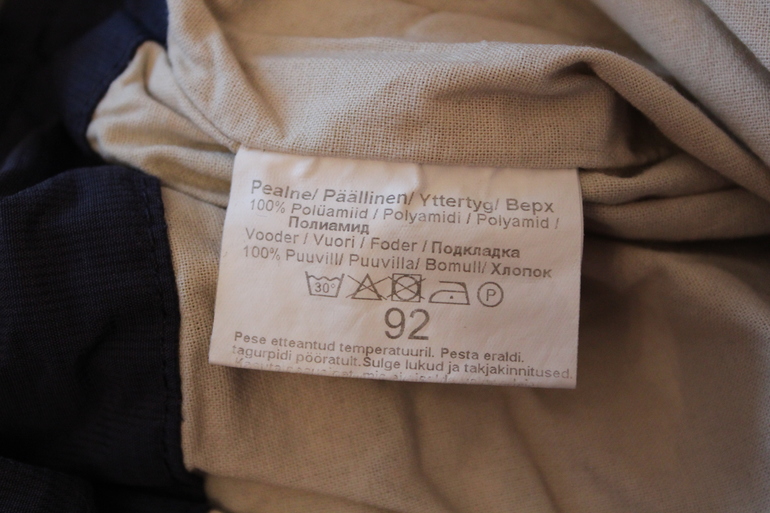 Pealne/ Päällinen/ Yttertyg/ Верх
100% Polüamiid / Polyamidi / Polyamid /
Полиамид
Vooder / Vuori / Foder / Подкладка
100% Puuvill/ Puuvilla/ Bomull/ Хлопок
30° P
92
Pese etteantud temperatuuril. Pesta eraldi.
tagurpidi pööratult.Sulge lukud ja takjakinnitused.